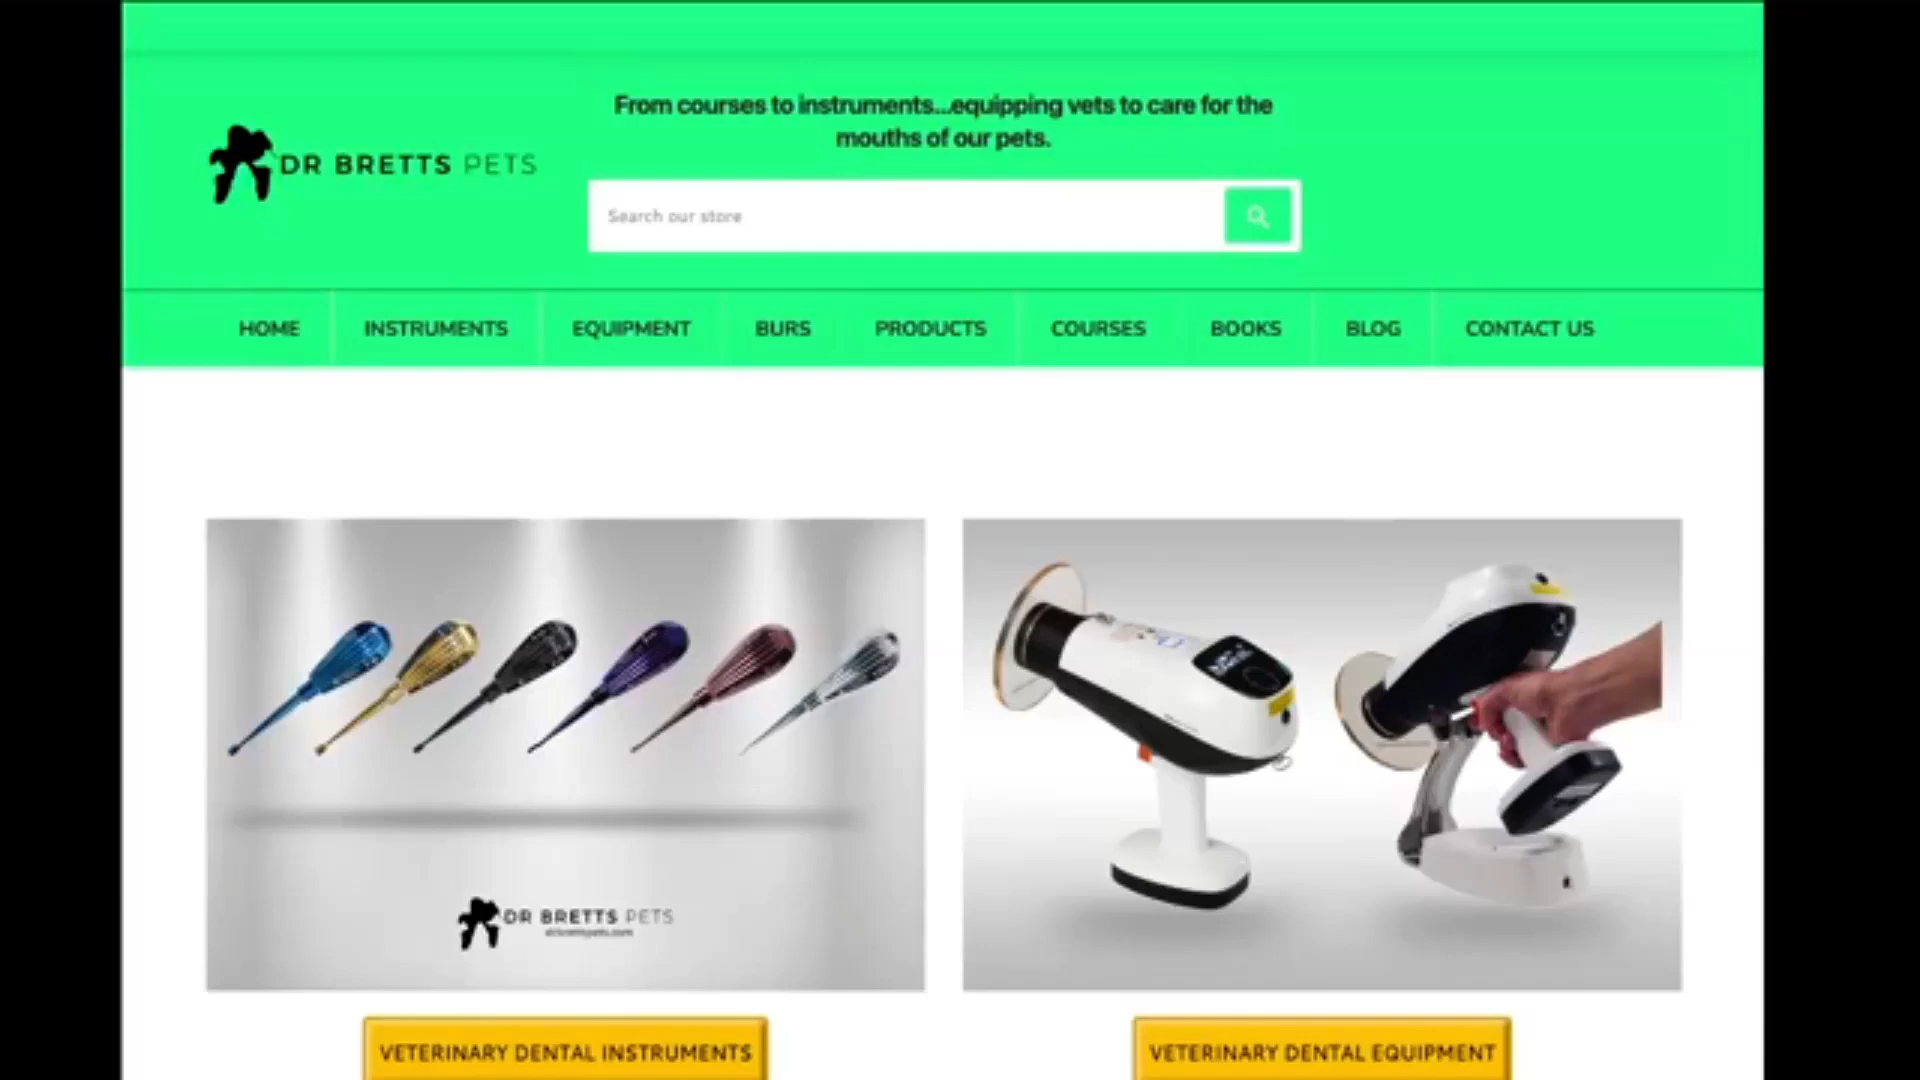 From courses to instruments...equipping vets to care for the
mouths of our pets.
DR BRETTS PETS
Search our store
HOME
INSTRUMENTS
EQUIPMENT
BURS
PRODUCTS
COURSES
BOOKS
BLOG
CONTACT US
DR BRETTS PETS
drbrettspets.com
VETERINARY DENTAL INSTRUMENTS
VETERINARY DENTAL EQUIPMENT